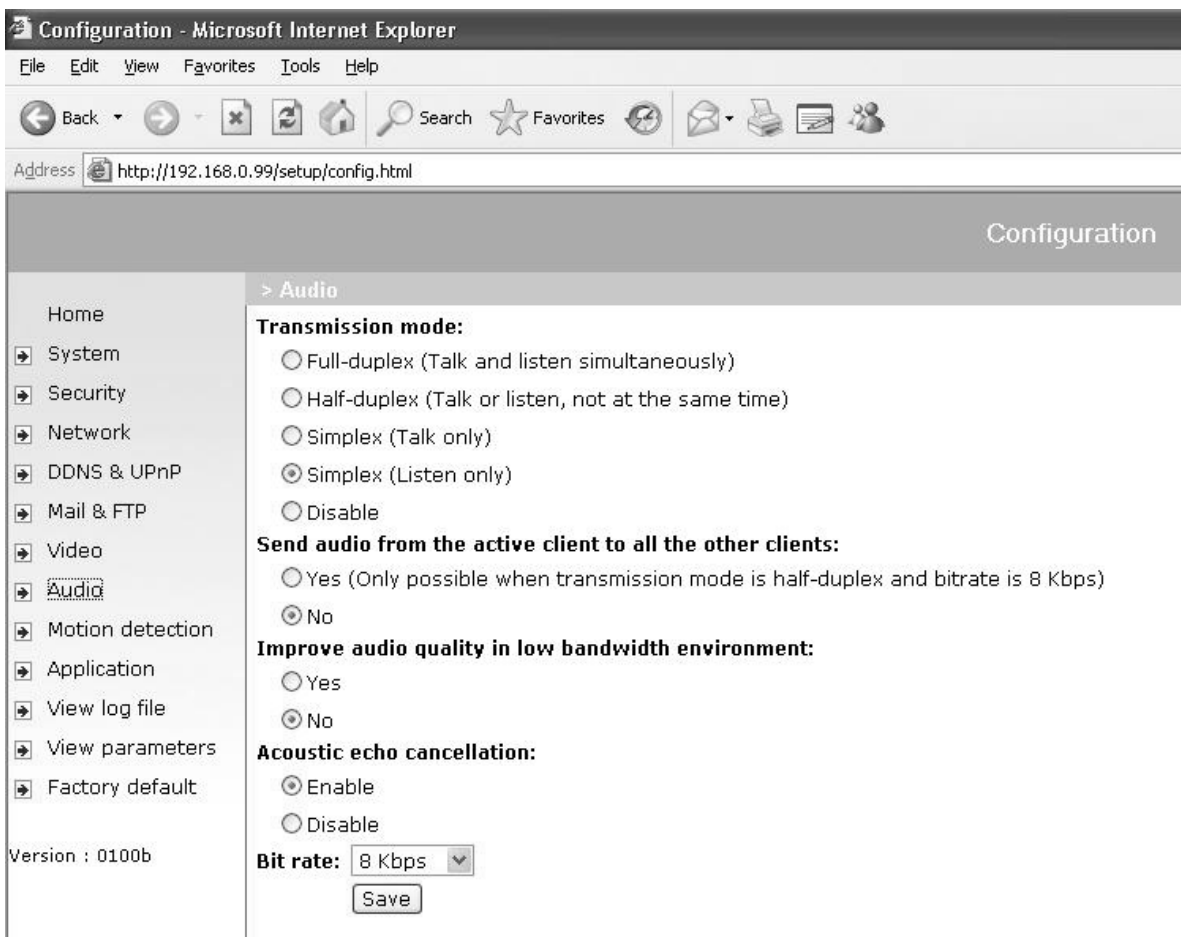 Configuration - Microsoft Internet Explorer
File Edit View Favorites Tools Help
Back Search Favorites
Address http://192.168.0.99/setup/config.html
Configuration
Home
System
Security
Network
DDNS & UPnP
Mail & FTP
Video
Audio
Motion detection
Application
View log file
View parameters
Factory default
Version : 0100b
> Audio
Transmission mode:
Full-duplex (Talk and listen simultaneously)
Half-duplex (Talk or listen, not at the same time)
Simplex (Talk only)
Simplex (Listen only)
Disable
Send audio from the active client to all the other clients:
Yes (Only possible when transmission mode is half-duplex and bitrate is 8 Kbps)
No
Improve audio quality in low bandwidth environment:
Yes
No
Acoustic echo cancellation:
Enable
Disable
Bit rate: 8 Kbps
Save